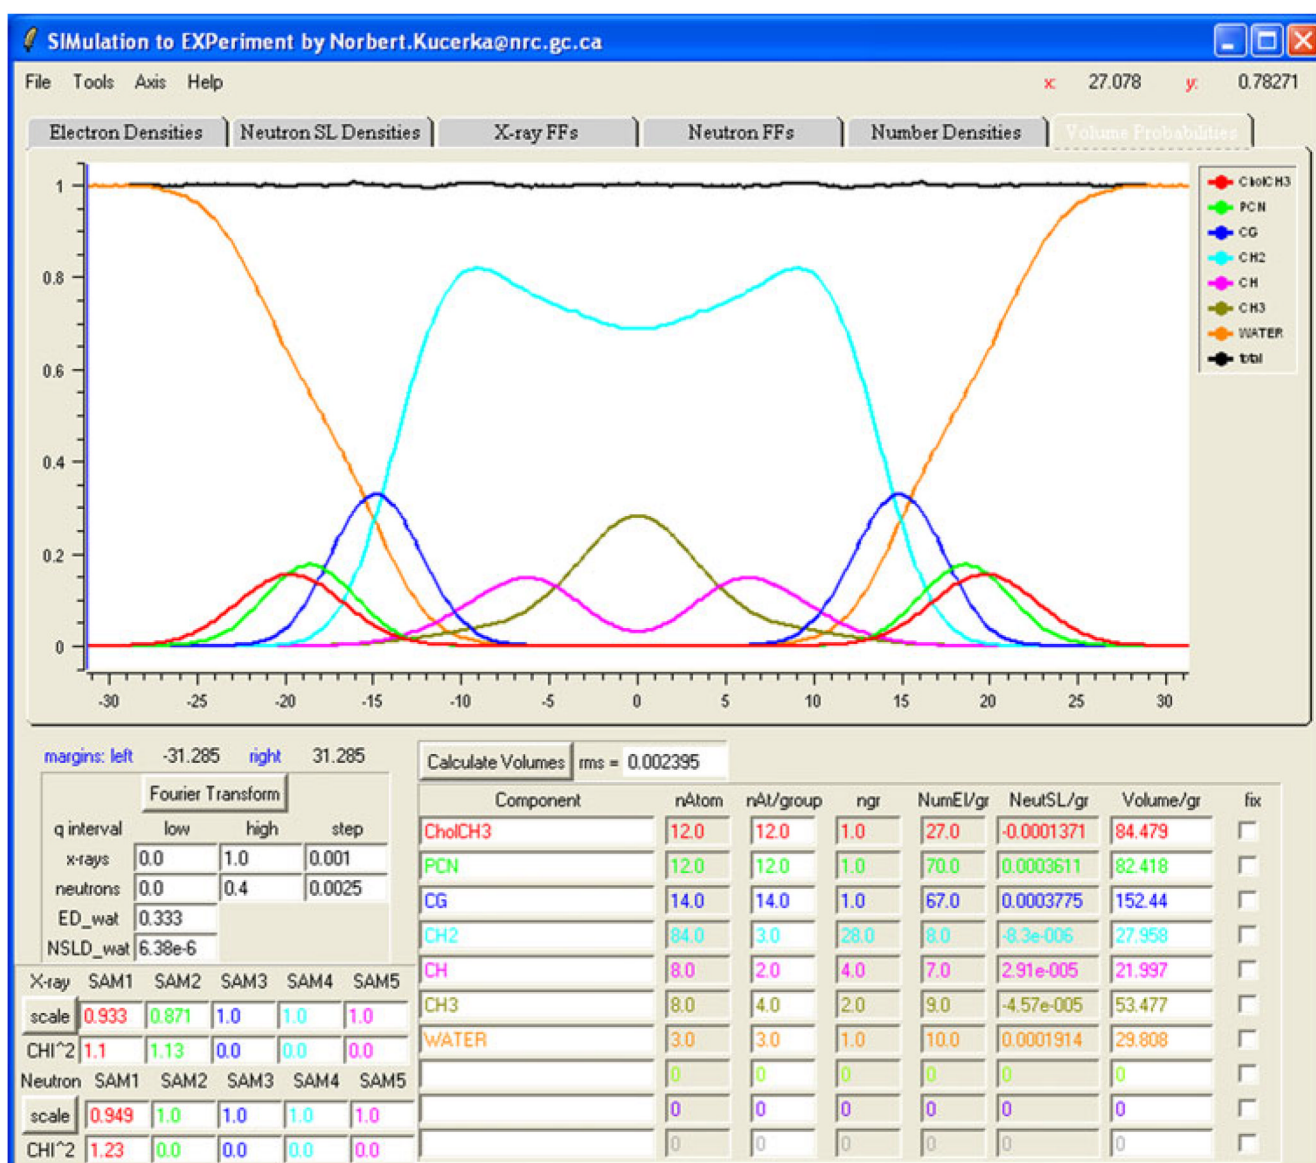 SIMulation to EXPeriment by Norbert.Kucerka@nrc.gc.ca
File Tools Axis Help x: 27.078 y: 0.78271
Electron Densities Neutron SL Densities X-ray FFs Neutron FFs Number Densities Volume Probabilities
1
0.8
0.6
0.4
0.2
0
-30 -25 -20 -15 -10 -5 0 5 10 15 20 25 30
CholCH3
PCN
CG
CH2
CH
CH3
WATER
total
margins: left -31.285 right 31.285
Fourier Transform
q interval low high step
x-rays 0.0 1.0 0.001
neutrons 0.0 0.4 0.0025
ED_wat 0.333
NSLD_wat 6.38e-6
X-ray SAM1 SAM2 SAM3 SAM4 SAM5
scale 0.933 0.871 1.0 1.0 1.0
CHI^2 1.1 1.13 0.0 0.0 0.0
Neutron SAM1 SAM2 SAM3 SAM4 SAM5
scale 0.949 1.0 1.0 1.0 1.0
CHI^2 1.23 0.0 0.0 0.0 0.0
Calculate Volumes rms = 0.002395
Component nAtom nAt/group ngr NumEl/gr NeutSL/gr Volume/gr fix
CholCH3 12.0 12.0 1.0 27.0 -0.0001371 84.479
PCN 12.0 12.0 1.0 70.0 0.0003611 82.418
CG 14.0 14.0 1.0 67.0 0.0003775 152.44
CH2 84.0 3.0 28.0 8.0 -8.3e-006 27.958
CH 8.0 2.0 4.0 7.0 2.91e-005 21.997
CH3 8.0 4.0 2.0 9.0 -4.57e-005 53.477
WATER 3.0 3.0 1.0 10.0 0.0001914 29.808
0 0 0 0 0 0
0 0 0 0 0 0
0 0 0 0 0 0